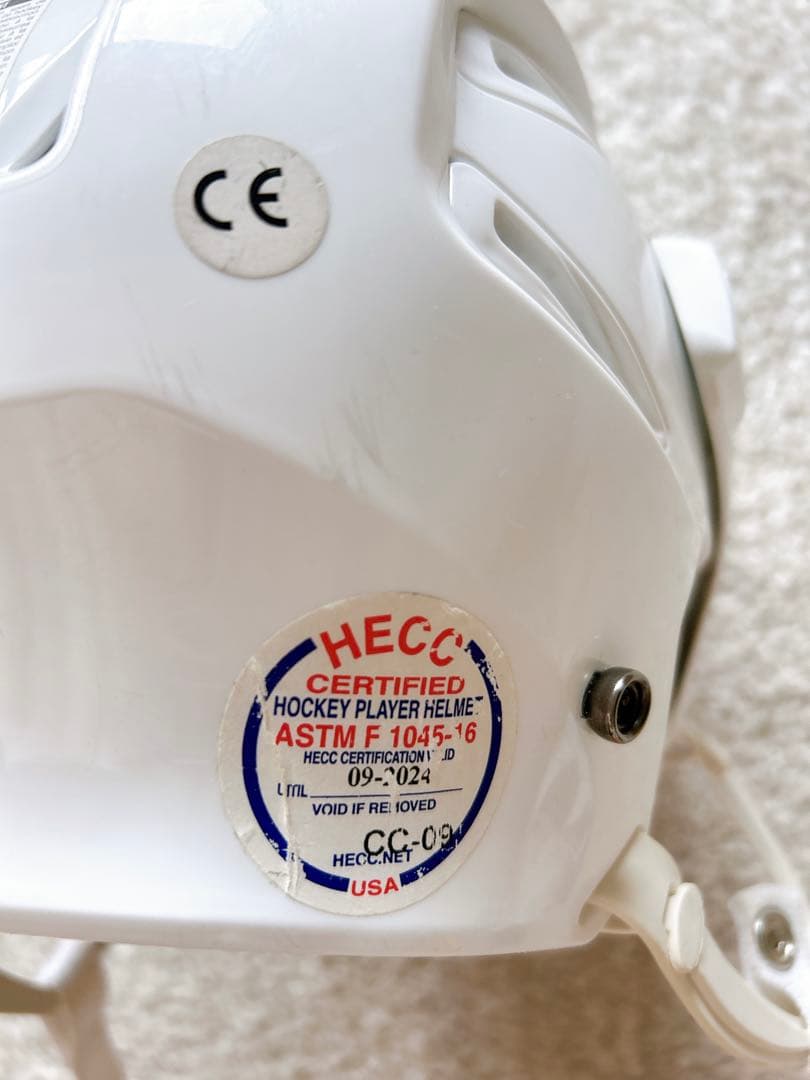 CE
HECC
CERTIFIED
HOCKEY PLAYER HELMET
ASTM F 1045-16
HECC CERTIFICATION
09-2024
UNTIL
VOID IF REMOVED
CC-09
HECC.NET
USA